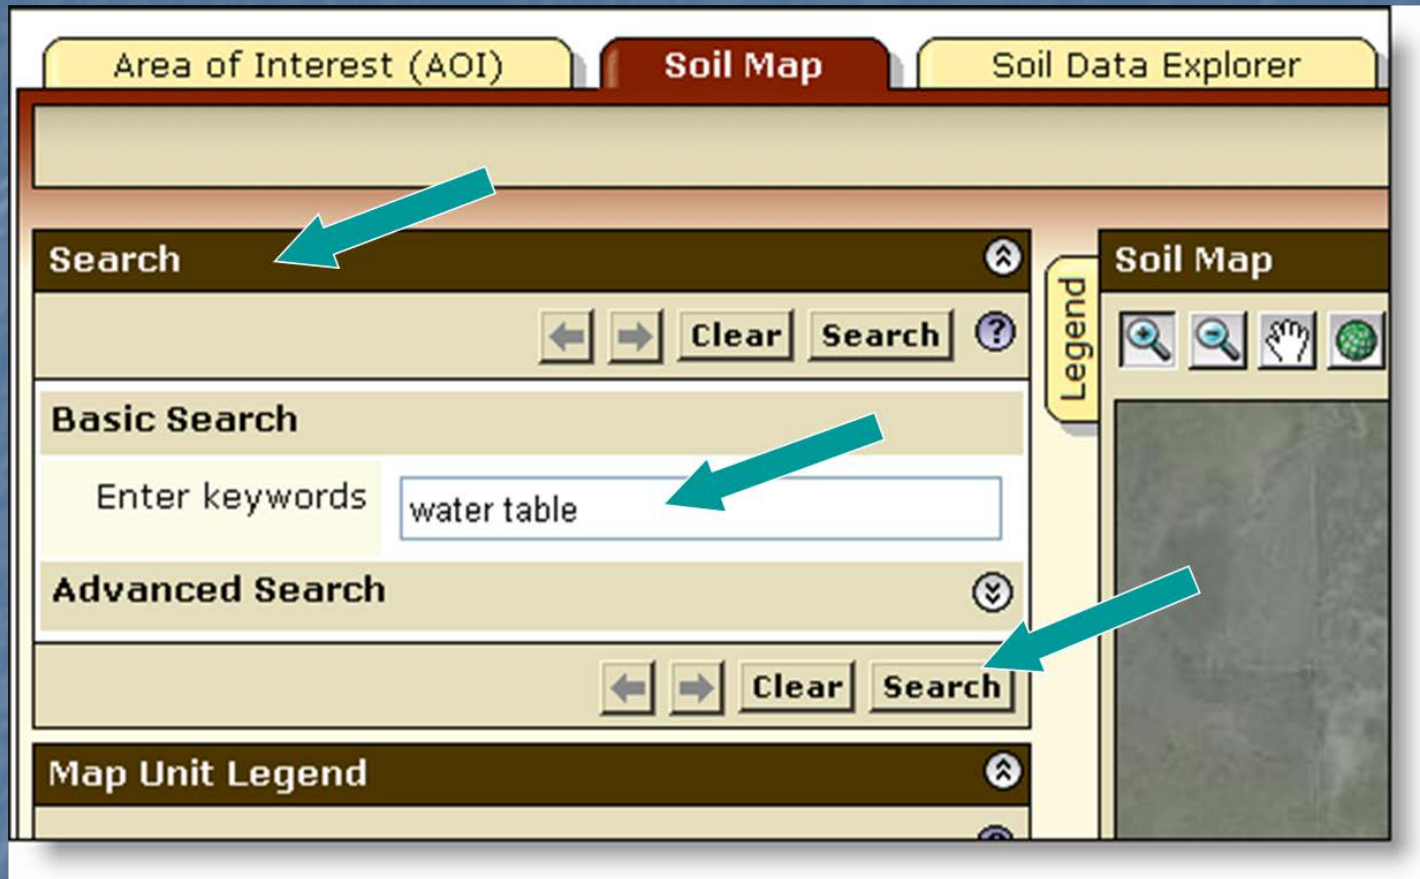 Area of Interest (AOI)
Soil Map
Soil Data Explorer
Search
Clear
Search
?
Basic Search
Enter keywords
water table
Advanced Search
Clear
Search
Map Unit Legend
Legend
Soil Map